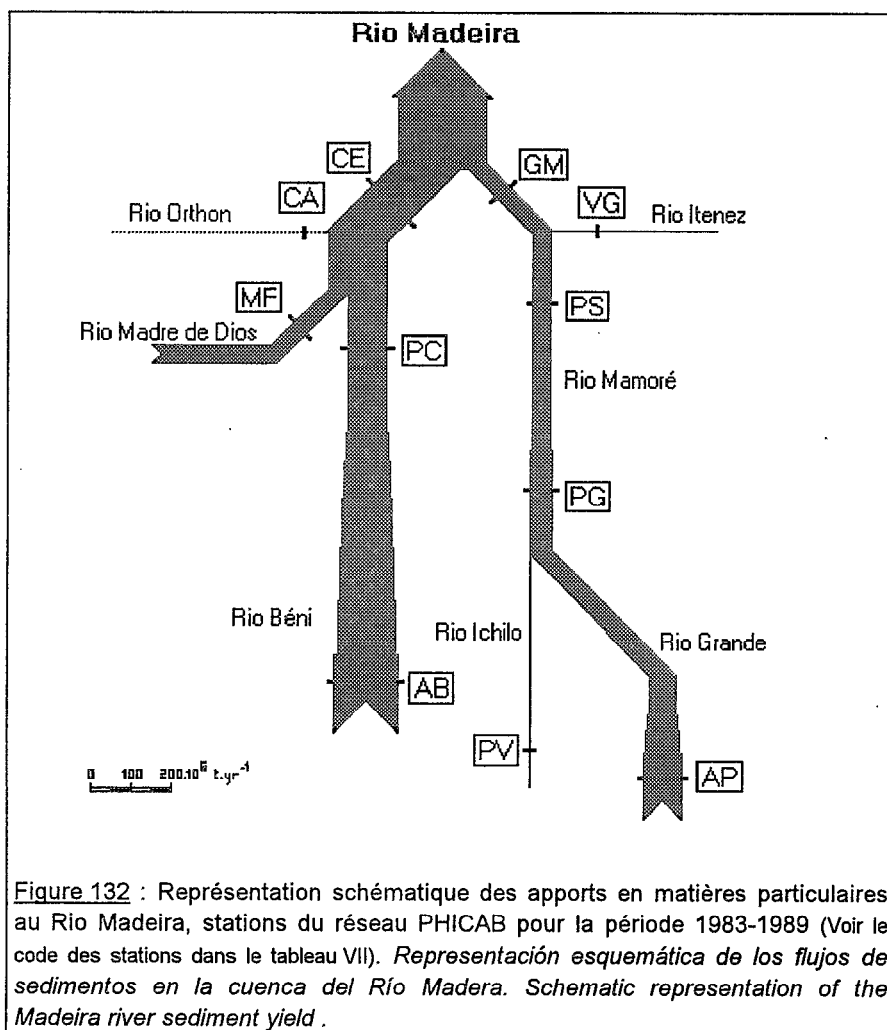 Rio Madeira
CE
GM
CA
VG
Rio Orthon
Rio Itenez
MF
PS
Rio Madre de Dios
PC
Rio Mamoré
PG
Rio Béni
Rio Ichilo
Rio Grande
AB
PV
AP
0 100 200.10⁶ t.yr⁻¹
Figure 132 : Représentation schématique des apports en matières particulaires
au Rio Madeira, stations du réseau PHICAB pour la période 1983-1989 (Voir le
code des stations dans le tableau VII). Representación esquemática de los flujos de
sedimentos en la cuenca del Río Madera. Schematic representation of the
Madeira river sediment yield .